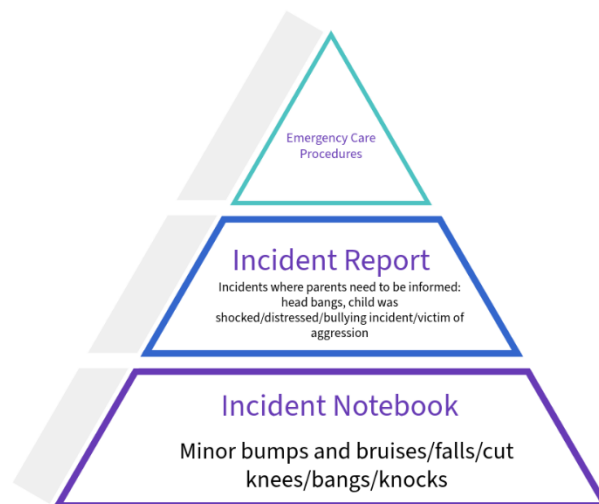 Emergency Care
Procedures
Incident Report
Incidents where parents need to be informed:
head bangs, child was
shocked/distressed/bullying incident/victim of
aggression
Incident Notebook
Minor bumps and bruises/falls/cut
knees/bangs/knocks